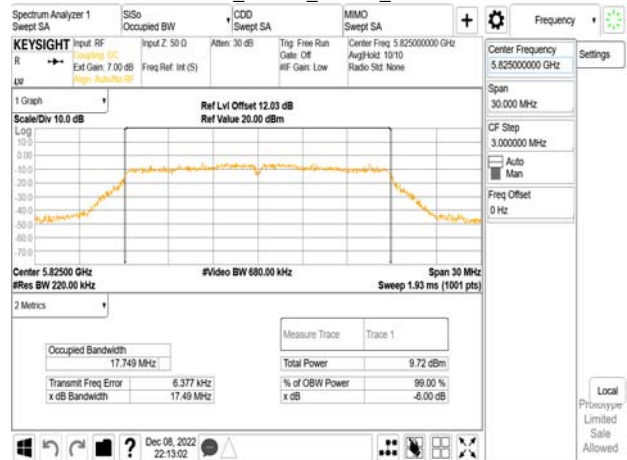 Spectrum Analyzer 1
Swept SA
SISo
Occupied BW
CDD
Swept SA
MIMO
Swept SA
+
Frequency
KEYSIGHT
R
Input: RF
Coupling: DC
Ext Gain: 7.00 dB
Align: Auto/No RF
Input Z: 50 Ω
Freq Ref: Int (S)
Atten: 30 dB
Trig: Free Run
Gate: Off
#IF Gain: Low
Center Freq: 5.825000000 GHz
Avg|Hold: 10/10
Radio Std: None
Center Frequency
5.825000000 GHz
Settings
Span
30.000 MHz
CF Step
3.000000 MHz
Auto
Man
Freq Offset
0 Hz
1 Graph
Scale/Div 10.0 dB
Ref Lvl Offset 12.03 dB
Ref Value 20.00 dBm
Log
10.0
0.00
-10.0
-20.0
-30.0
-40.0
-50.0
-60.0
-70.0
Center 5.82500 GHz
#Video BW 680.00 kHz
Span 30 MHz
#Res BW 220.00 kHz
Sweep 1.93 ms (1001 pts)
2 Metrics
Measure Trace
Trace 1
Occupied Bandwidth
17.749 MHz
Total Power
9.72 dBm
Transmit Freq Error
6.377 kHz
% of OBW Power
99.00 %
x dB Bandwidth
17.49 MHz
x dB
-6.00 dB
Local
Prototype
Limited
Sale
Allowed
?
Dec 08, 2022
22:13:02